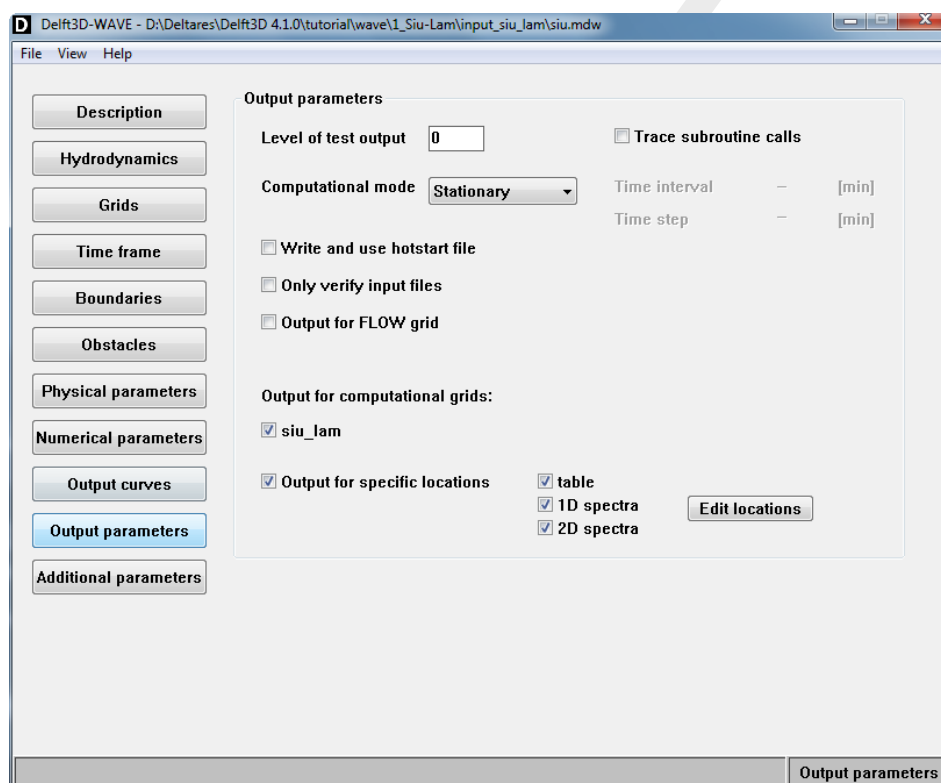 D Delft3D-WAVE - D:\Deltares\Delft3D 4.1.0\tutorial\wave\1_Siu-Lam\input_siu_lam\siu.mdw
File View Help
Description
Hydrodynamics
Grids
Time frame
Boundaries
Obstacles
Physical parameters
Numerical parameters
Output curves
Output parameters
Additional parameters
Output parameters
Level of test output 0 Trace subroutine calls
Computational mode Stationary Time interval – [min]
Time step – [min]
Write and use hotstart file
Only verify input files
Output for FLOW grid
Output for computational grids:
siu_lam
Output for specific locations table
1D spectra Edit locations
2D spectra
Output parameters